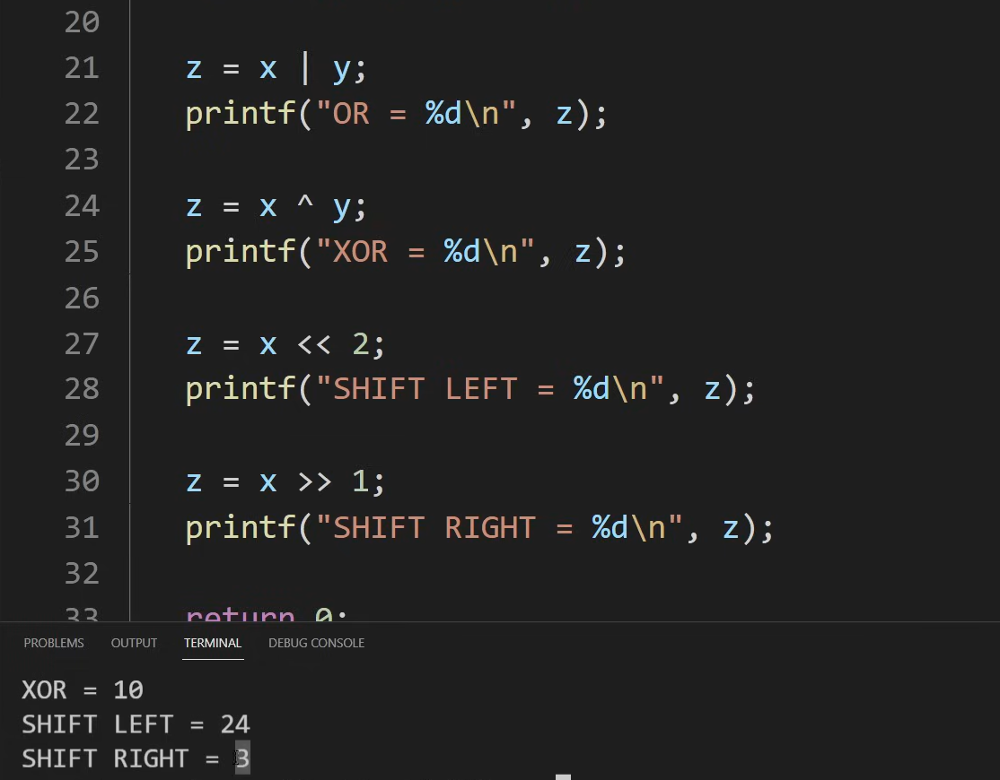 20
21 z = x | y;
22 printf("OR = %d\n", z);
23
24 z = x ^ y;
25 printf("XOR = %d\n", z);
26
27 z = x << 2;
28 printf("SHIFT LEFT = %d\n", z);
29
30 z = x >> 1;
31 printf("SHIFT RIGHT = %d\n", z);
32
33 return 0;
PROBLEMS OUTPUT TERMINAL DEBUG CONSOLE
XOR = 10
SHIFT LEFT = 24
SHIFT RIGHT = 3